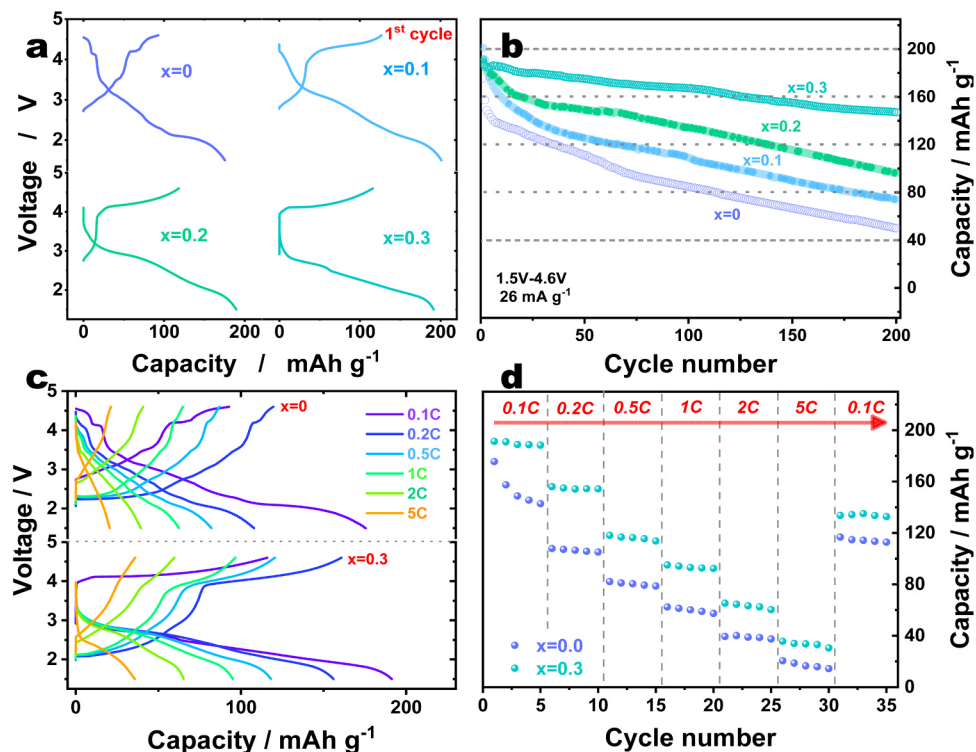 a
1st cycle
x=0
x=0.1
x=0.2
x=0.3
5
4
3
2
4
3
2
0
100
200
0
100
200
Voltage / V
Capacity / mAh g-1
b
x=0.3
x=0.2
x=0.1
x=0
1.5V-4.6V
26 mA g-1
200
160
120
80
40
0
1
50
100
150
200
Capacity / mAh g-1
Cycle number
c
x=0
0.1C
0.2C
0.5C
1C
2C
5C
x=0.3
5
4
3
2
5
4
3
2
0
100
200
Voltage / V
Capacity / mAh g-1
d
0.1C
0.2C
0.5C
1C
2C
5C
0.1C
200
160
120
80
40
0
x=0.0
x=0.3
0
5
10
15
20
25
30
35
Capacity / mAh g-1
Cycle number